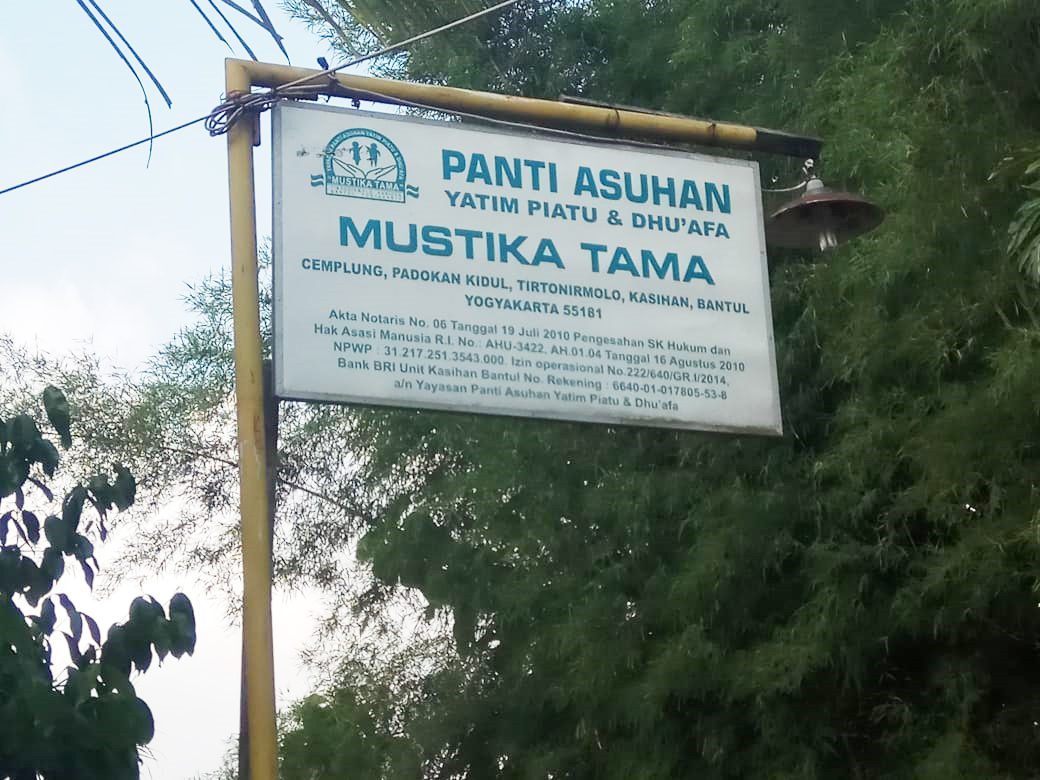 MUSTIKA TAMA
PANTI ASUHAN
YATIM PIATU & DHU'AFA
MUSTIKA TAMA
CEMPLUNG, PADOKAN KIDUL, TIRTONIRMOLO, KASIHAN, BANTUL
YOGYAKARTA 55181
Akta Notaris No. 06 Tanggal 19 Juli 2010 Pengesahan SK Hukum dan
Hak Asasi Manusia R.I. No.: AHU-3422, AH.01.04 Tanggal 16 Agustus 2010
NPWP : 31.217.251.3543.000. Izin operasional No.222/640/GR.I/2014,
Bank BRI Unit Kasihan Bantul No. Rekening : 6640-01-017805-53-8
a/n Yayasan Panti Asuhan Yatim Piatu & Dhu'afa